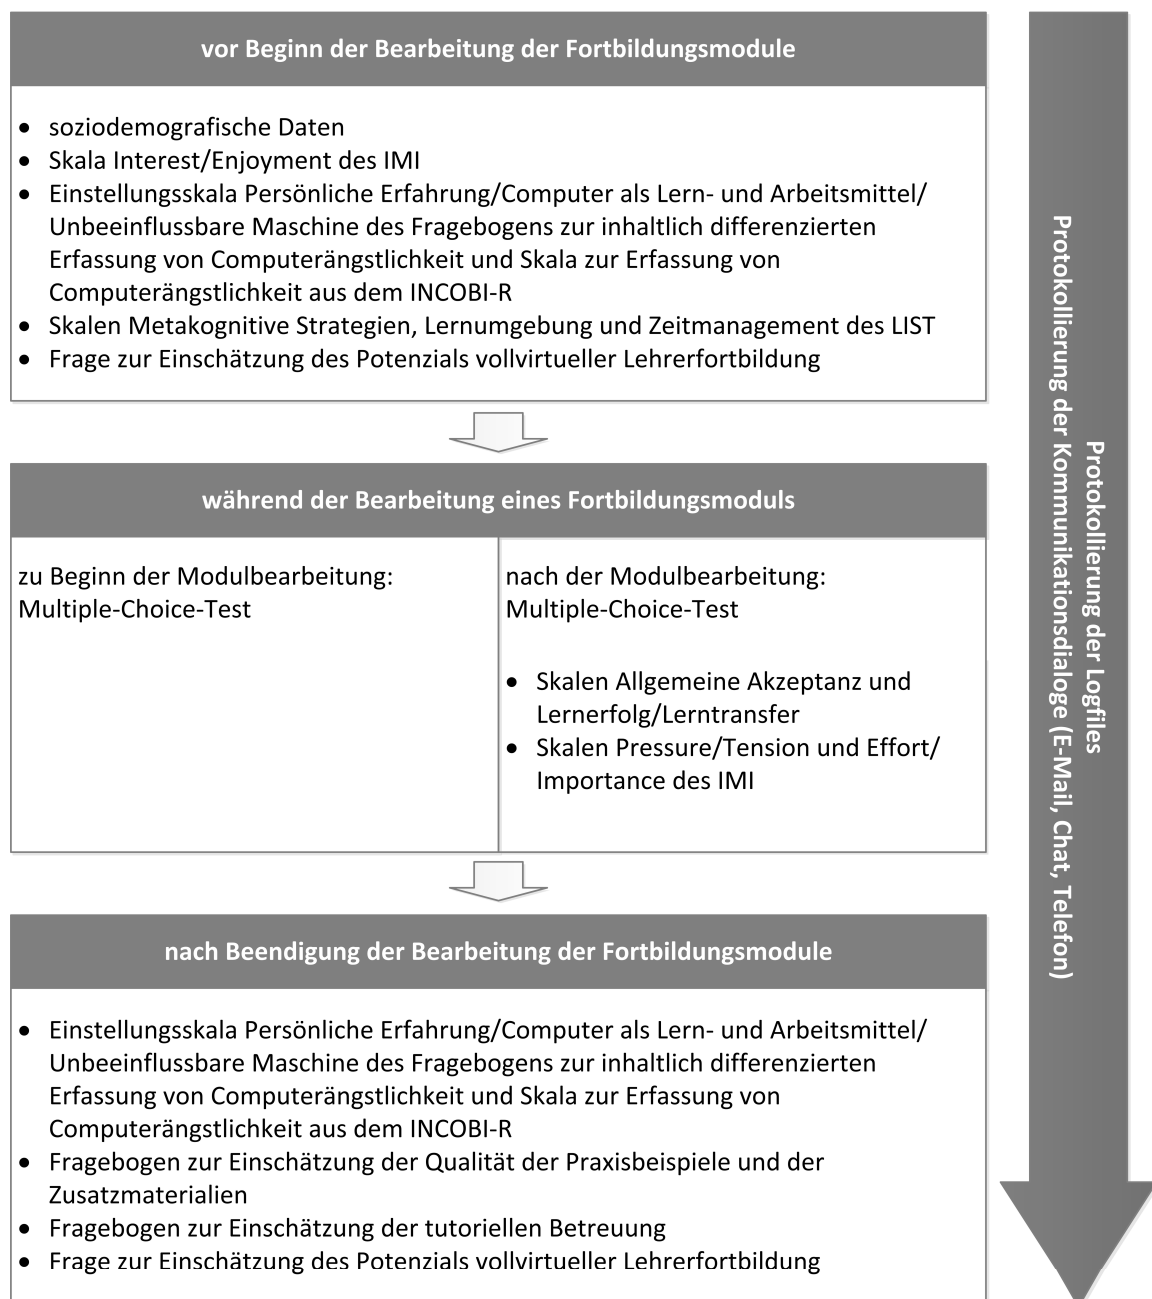 vor Beginn der Bearbeitung der Fortbildungsmodule
• soziodemografische Daten
• Skala Interest/Enjoyment des IMI
• Einstellungsskala Persönliche Erfahrung/Computer als Lern- und Arbeitsmittel/
Unbeeinflussbare Maschine des Fragebogens zur inhaltlich differenzierten
Erfassung von Computerängstlichkeit und Skala zur Erfassung von
Computerängstlichkeit aus dem INCOBI-R
• Skalen Metakognitive Strategien, Lernumgebung und Zeitmanagement des LIST
• Frage zur Einschätzung des Potenzials vollvirtueller Lehrerfortbildung
während der Bearbeitung eines Fortbildungsmoduls
zu Beginn der Modulbearbeitung:
Multiple-Choice-Test
nach der Modulbearbeitung:
Multiple-Choice-Test
• Skalen Allgemeine Akzeptanz und
Lernerfolg/Lerntransfer
• Skalen Pressure/Tension und Effort/
Importance des IMI
nach Beendigung der Bearbeitung der Fortbildungsmodule
• Einstellungsskala Persönliche Erfahrung/Computer als Lern- und Arbeitsmittel/
Unbeeinflussbare Maschine des Fragebogens zur inhaltlich differenzierten
Erfassung von Computerängstlichkeit und Skala zur Erfassung von
Computerängstlichkeit aus dem INCOBI-R
• Fragebogen zur Einschätzung der Qualität der Praxisbeispiele und der
Zusatzmaterialien
• Fragebogen zur Einschätzung der tutoriellen Betreuung
• Frage zur Einschätzung des Potenzials vollvirtueller Lehrerfortbildung
Protokollierung der Logfiles
Protokollierung der Kommunikationsdialoge (E-Mail, Chat, Telefon)